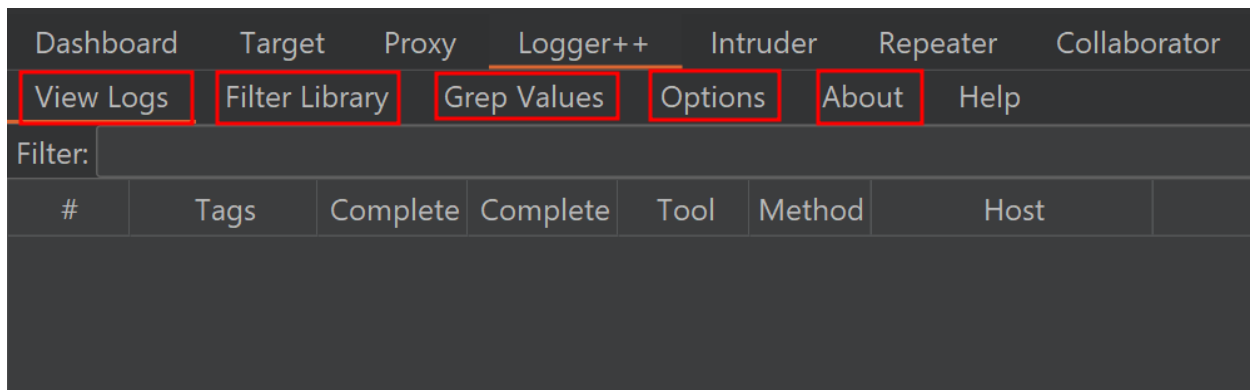 Dashboard Target Proxy Logger++ Intruder Repeater Collaborator
View Logs Filter Library Grep Values Options About Help
Filter:
# Tags Complete Complete Tool Method Host